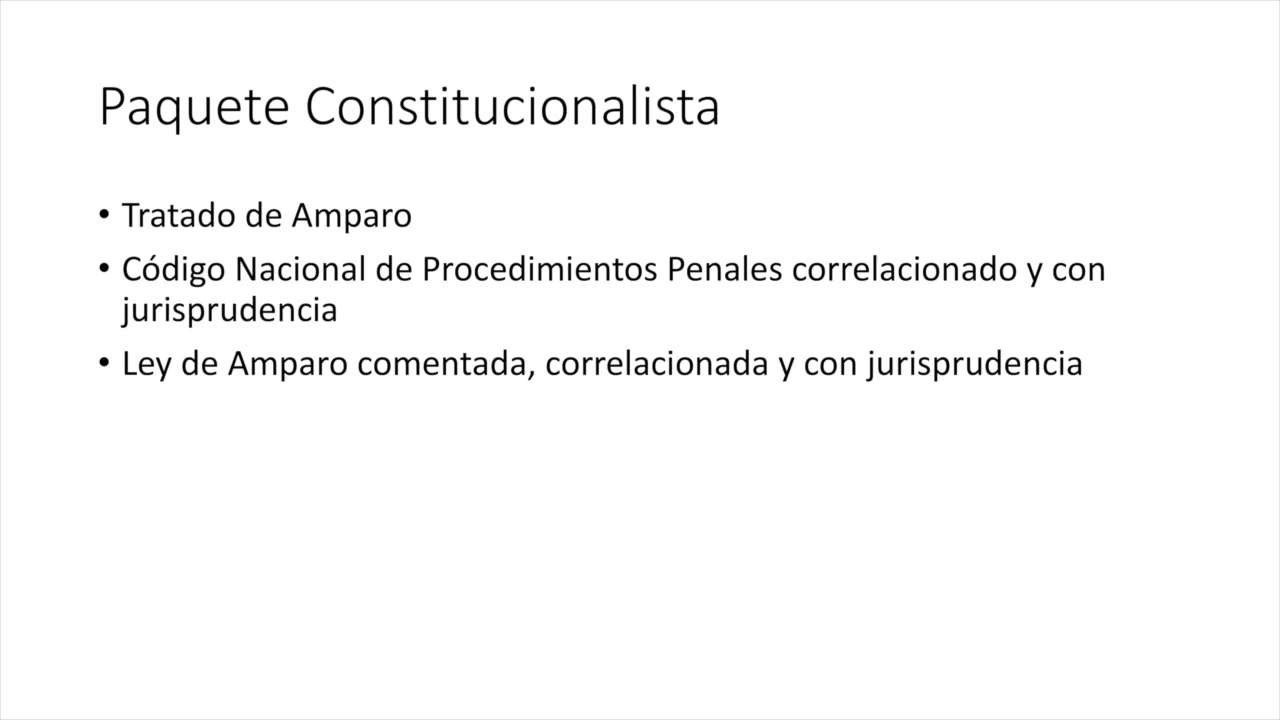 Paquete Constitucionalista
• Tratado de Amparo
• Código Nacional de Procedimientos Penales correlacionado y con
jurisprudencia
• Ley de Amparo comentada, correlacionada y con jurisprudencia